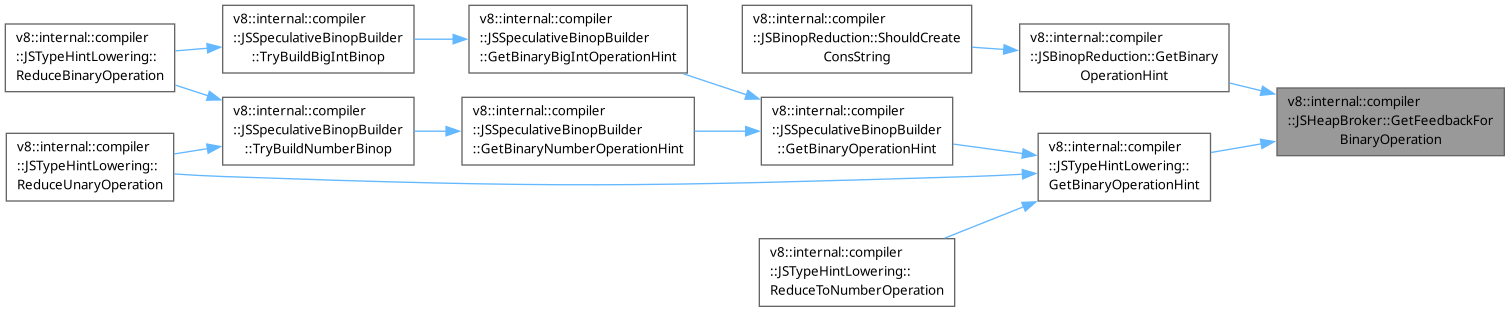 v8::internal::compiler
::JSTypeHintLowering::
ReduceBinaryOperation
v8::internal::compiler
::JSSpeculativeBinopBuilder
::TryBuildBigIntBinop
v8::internal::compiler
::JSSpeculativeBinopBuilder
::GetBinaryBigIntOperationHint
v8::internal::compiler
::JSBinopReduction::ShouldCreate
ConsString
v8::internal::compiler
::JSBinopReduction::GetBinary
OperationHint
v8::internal::compiler
::JSHeapBroker::GetFeedbackFor
BinaryOperation
v8::internal::compiler
::JSTypeHintLowering::
ReduceUnaryOperation
v8::internal::compiler
::JSSpeculativeBinopBuilder
::TryBuildNumberBinop
v8::internal::compiler
::JSSpeculativeBinopBuilder
::GetBinaryNumberOperationHint
v8::internal::compiler
::JSSpeculativeBinopBuilder
::GetBinaryOperationHint
v8::internal::compiler
::JSTypeHintLowering::
GetBinaryOperationHint
v8::internal::compiler
::JSTypeHintLowering::
ReduceToNumberOperation